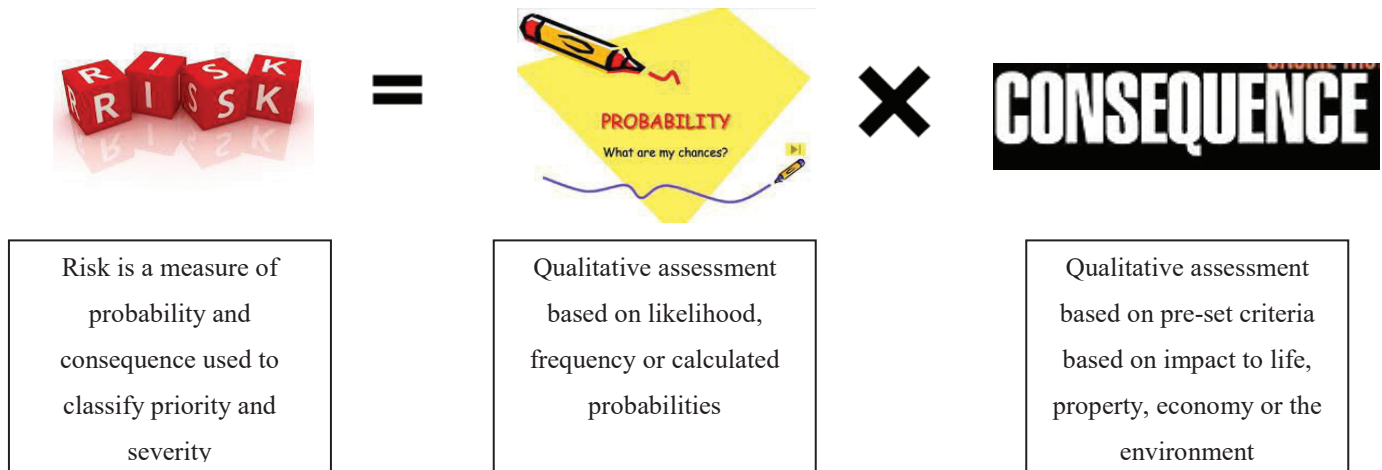 R I S K
R R I S S K
=
PROBABILITY
What are my chances?
×
CONSEQUENCE
Risk is a measure of
probability and
consequence used to
classify priority and
severity
Qualitative assessment
based on likelihood,
frequency or calculated
probabilities
Qualitative assessment
based on pre-set criteria
based on impact to life,
property, economy or the
environment